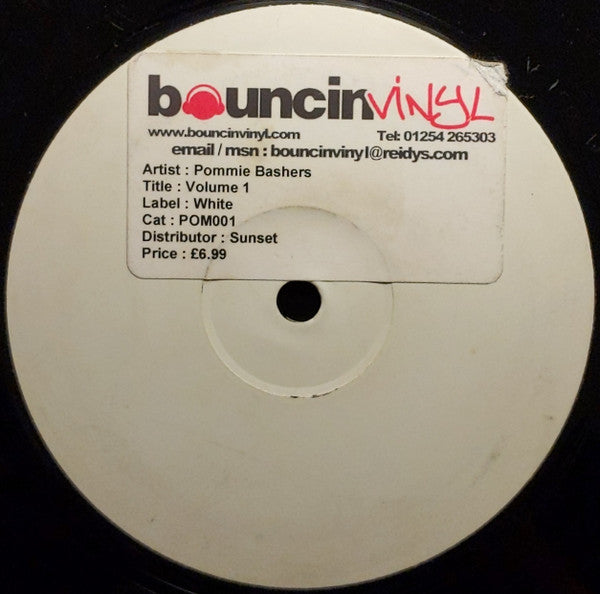 bouncinvinyl
www.bouncinvinyl.com Tel: 01254 265303
email / msn : bouncinvinyl@reidys.com
Artist : Pommie Bashers
Title : Volume 1
Label : White
Cat : POM001
Distributor : Sunset
Price : £6.99